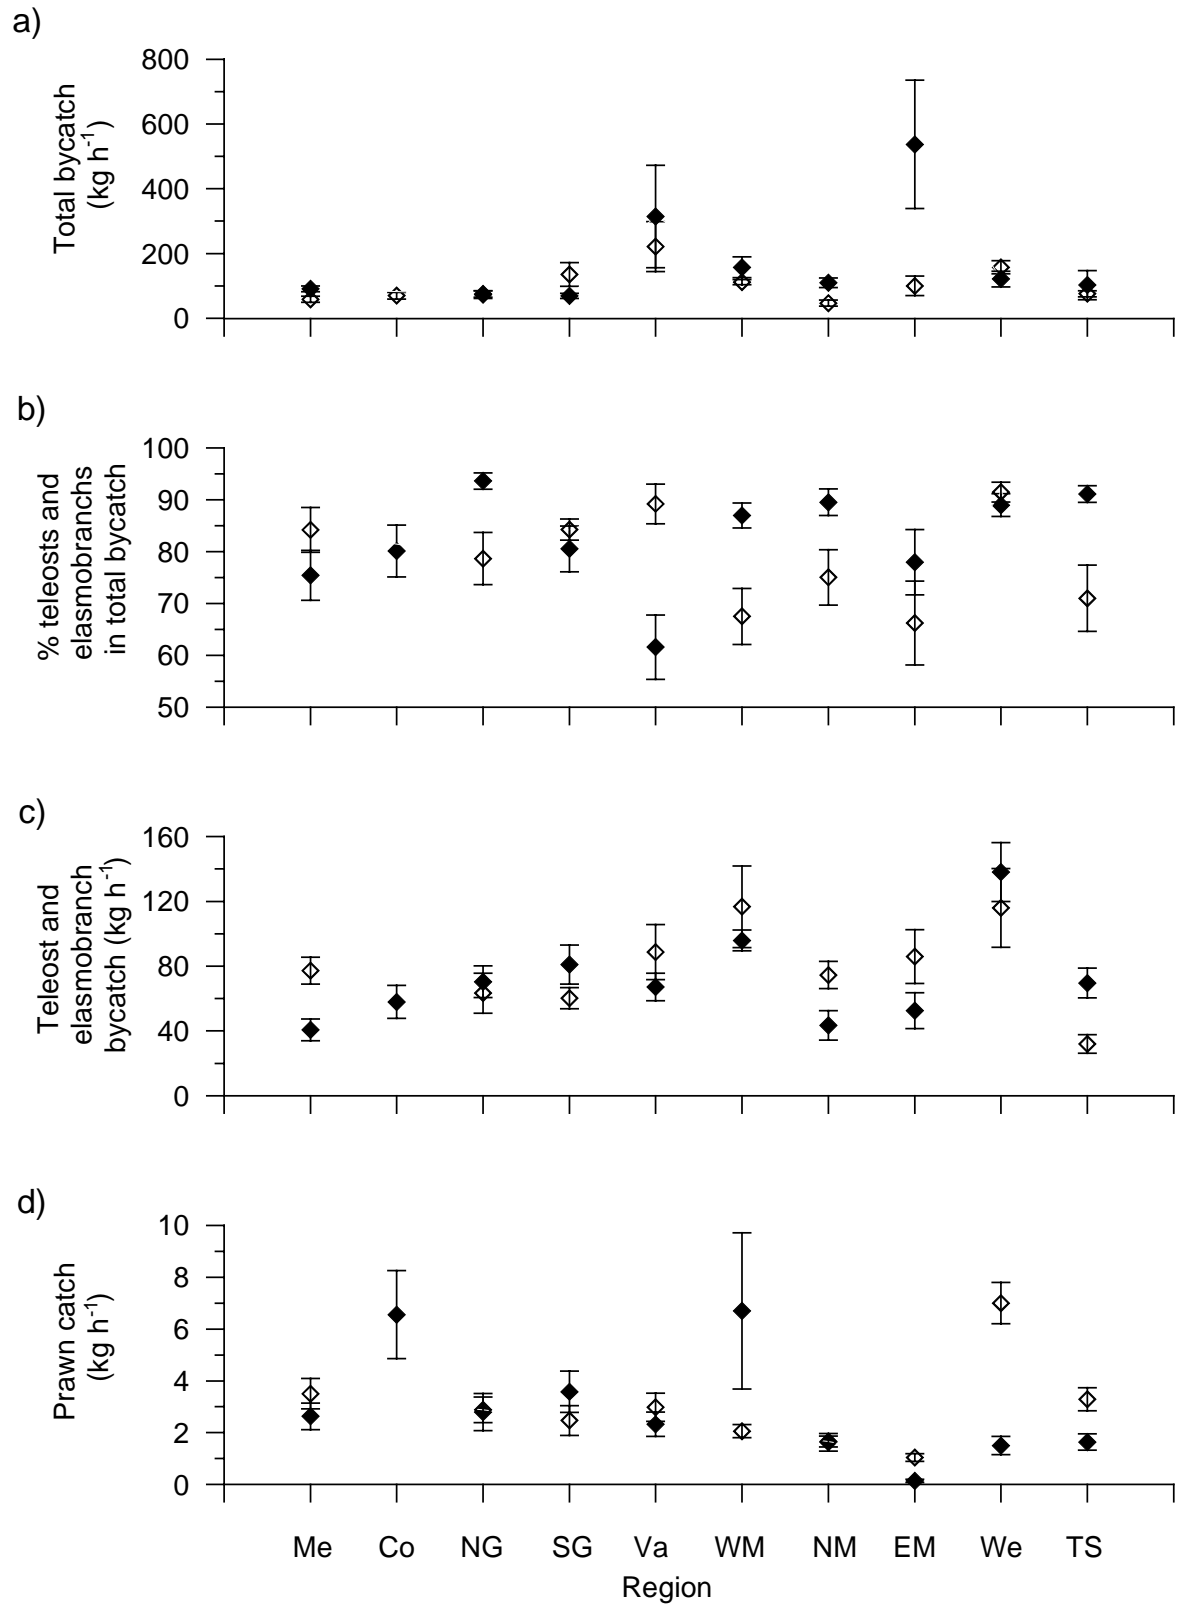 a)
Total bycatch
(kg h-1)
800
600
400
200
0
b)
% teleosts and
elasmobranchs
in total bycatch
100
90
80
70
60
50
c)
Teleost and
elasmobranch
bycatch (kg h-1)
160
120
80
40
0
d)
Prawn catch
(kg h-1)
10
8
6
4
2
0
Me Co NG SG Va WM NM EM We TS
Region